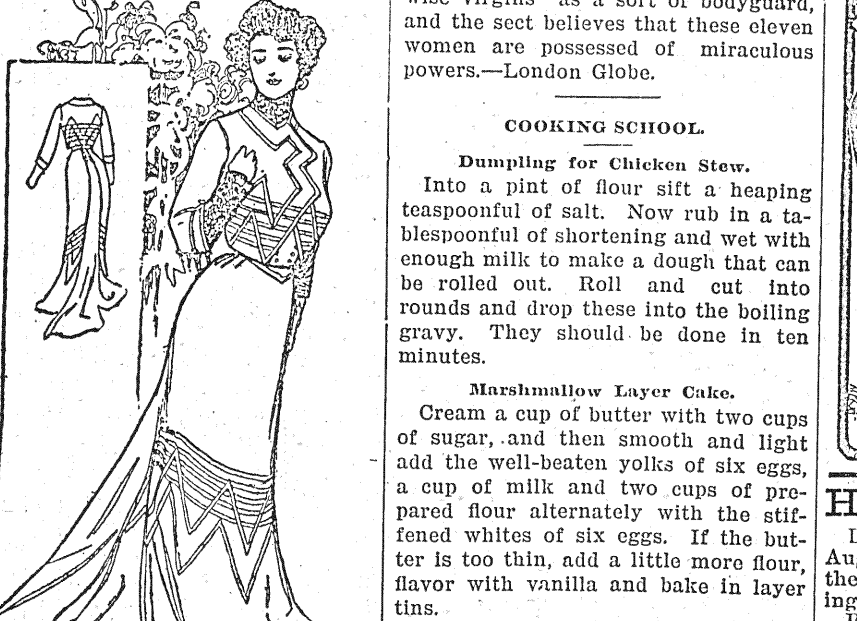 wise virgins as a sort of bodyguard,
and the sect believes that these eleven
women are possessed of miraculous
powers.—London Globe.
COOKING SCHOOL.
Dumpling for Chicken Stew.
Into a pint of flour sift a heaping
teaspoonful of salt. Now rub in a ta-
blespoonful of shortening and wet with
enough milk to make a dough that can
be rolled out. Roll and cut into
rounds and drop these into the boiling
gravy. They should be done in ten
minutes.
Marshmallow Layer Cake.
Cream a cup of butter with two cups
of sugar, and then smooth and light
add the well-beaten yolks of six eggs,
a cup of milk and two cups of pre-
pared flour alternately with the stif-
fened whites of six eggs. If the but-
ter is too thin, add a little more flour,
flavor with vanilla and bake in layer
tins.
H
Au
the
ing